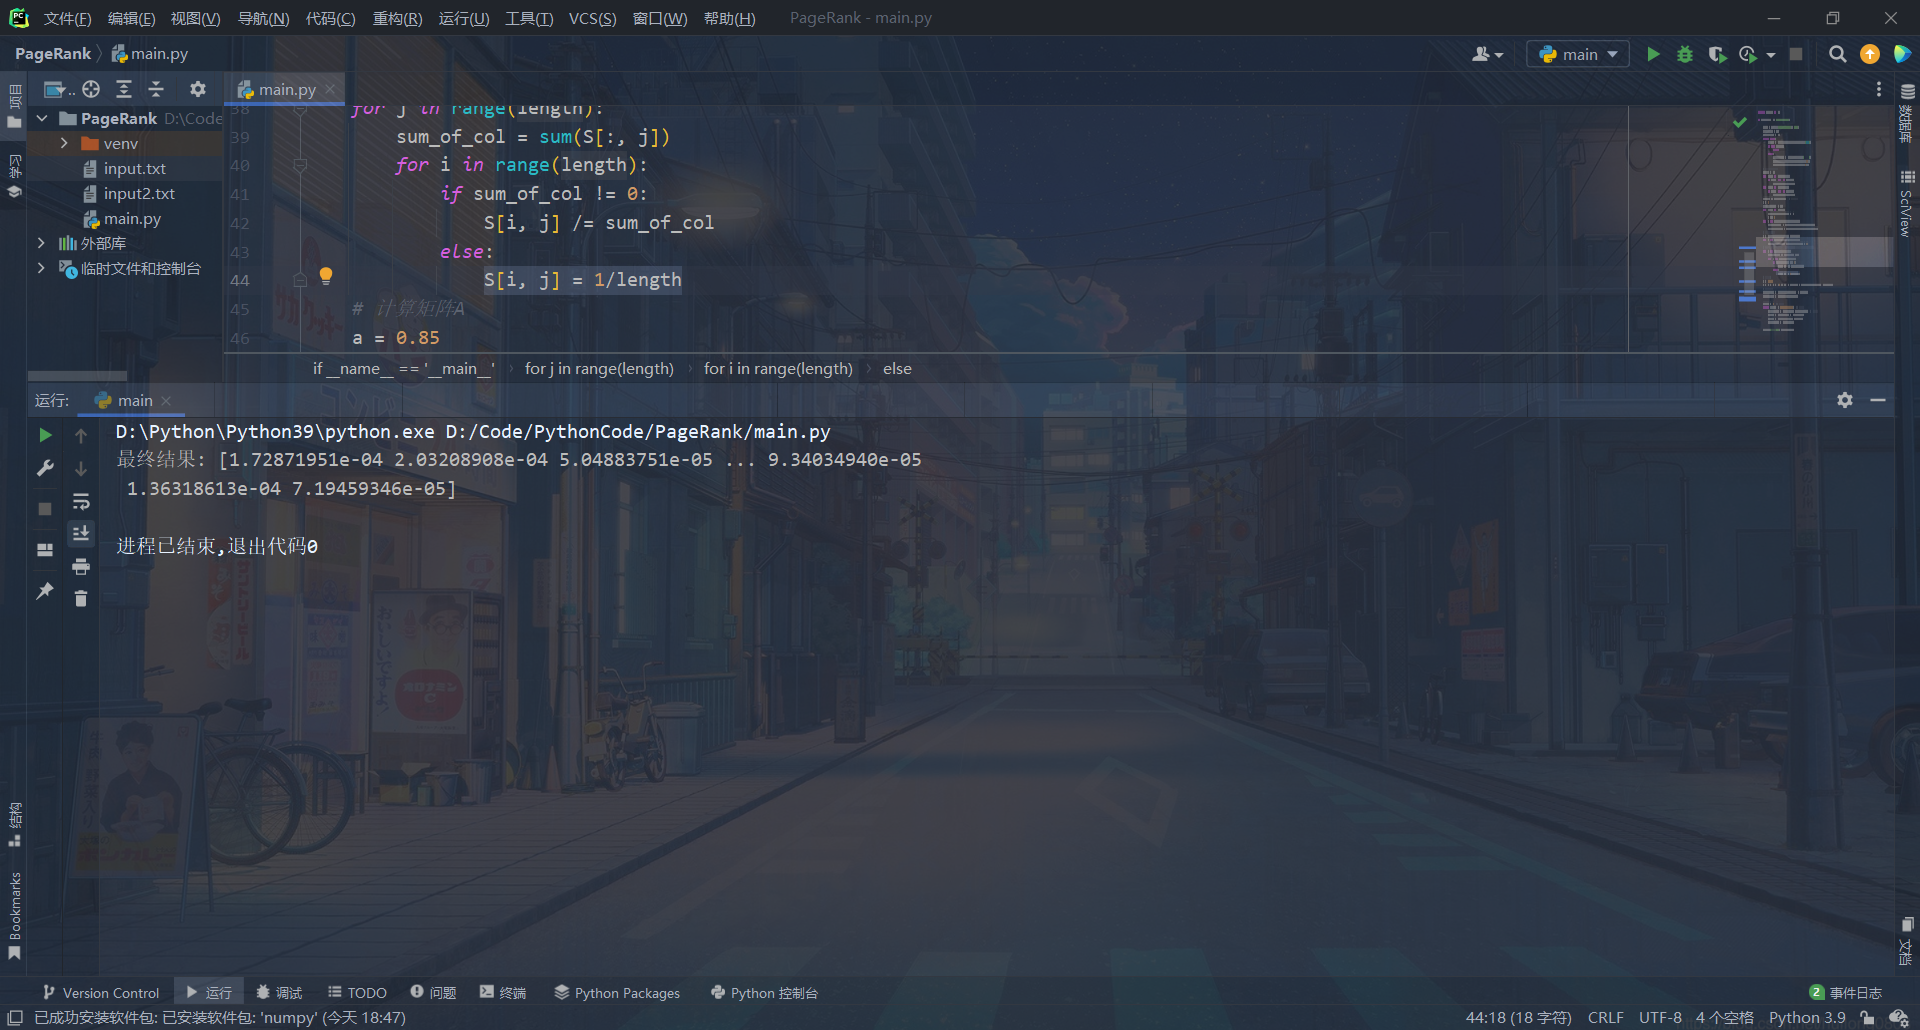 文件(F) 编辑(E) 视图(V) 导航(N) 代码(C) 重构(R) 运行(U) 工具(T) VCS(S) 窗口(W) 帮助(H) PageRank - main.py
PageRank main.py main
main.py
项目
学习
PageRank D:\Code
venv
input.txt
input2.txt
main.py
外部库
临时文件和控制台
38 for j in range(length):
39 sum_of_col = sum(S[:, j])
40 for i in range(length):
41 if sum_of_col != 0:
42 S[i, j] /= sum_of_col
43 else:
44 S[i, j] = 1/length
45 # 计算矩阵A
46 a = 0.85
if __name__ == '__main__' for j in range(length) for i in range(length) else
数据库
SciView
运行: main
D:\Python\Python39\python.exe D:/Code/PythonCode/PageRank/main.py
最终结果: [1.72871951e-04 2.03208908e-04 5.04883751e-05 ... 9.34034940e-05
1.36318613e-04 7.19459346e-05]
进程已结束,退出代码0
结构
Bookmarks
文档
Version Control 运行 调试 TODO 问题 终端 Python Packages Python 控制台 2 事件日志
已成功安装软件包: 已安装软件包: 'numpy' (今天 18:47) 44:18 (18 字符) CRLF UTF-8 4 个空格 Python 3.9